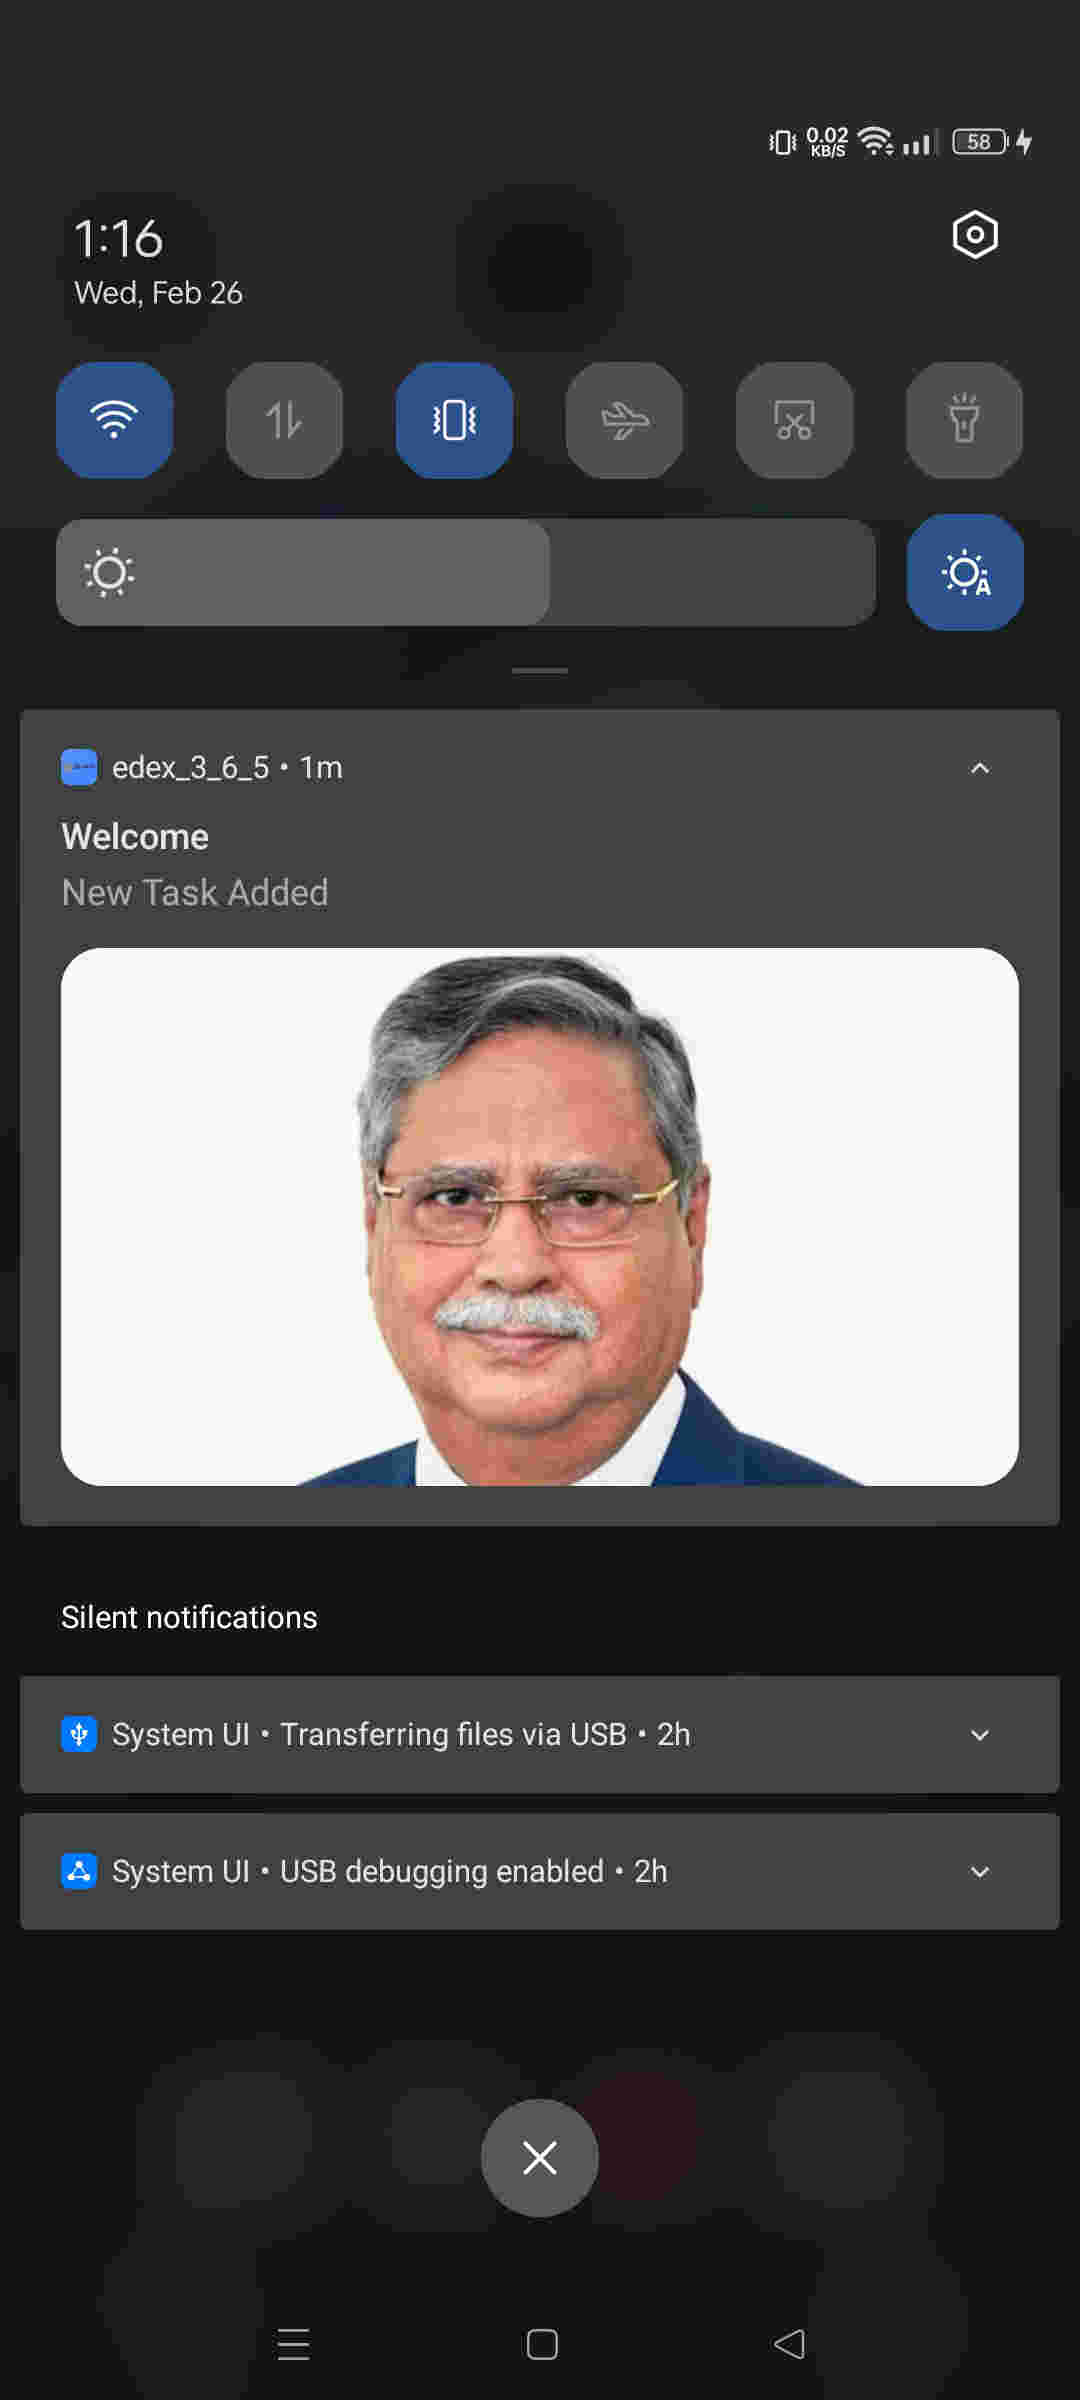 0.02
KB/S
58
1:16
Wed, Feb 26
A
edex_3_6_5 • 1m
Welcome
New Task Added
Silent notifications
System UI • Transferring files via USB • 2h
System UI • USB debugging enabled • 2h